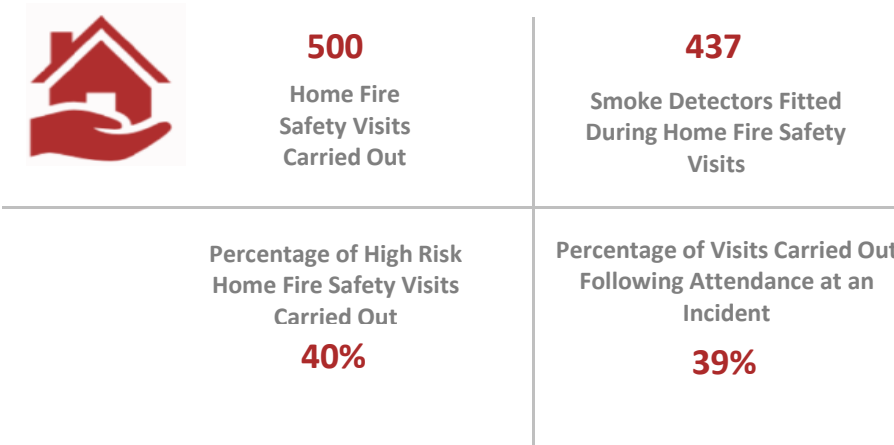 500
Home Fire
Safety Visits
Carried Out
437
Smoke Detectors Fitted
During Home Fire Safety
Visits
Percentage of High Risk
Home Fire Safety Visits
Carried Out
40%
Percentage of Visits Carried Out
Following Attendance at an
Incident
39%